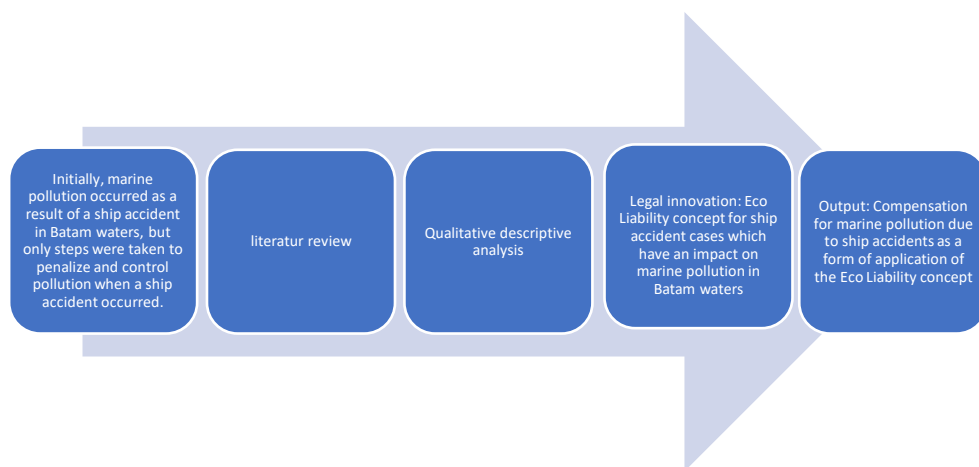 Initially, marine
pollution occurred as a
result of a ship accident
in Batam waters, but
only steps were taken to
penalize and control
pollution when a ship
accident occurred.
literatur review
Qualitative descriptive
analysis
Legal innovation: Eco
Liability concept for ship
accident cases which
have an impact on
marine pollution in
Batam waters
Output: Compensation
for marine pollution due
to ship accidents as a
form of application of
the Eco Liability concept